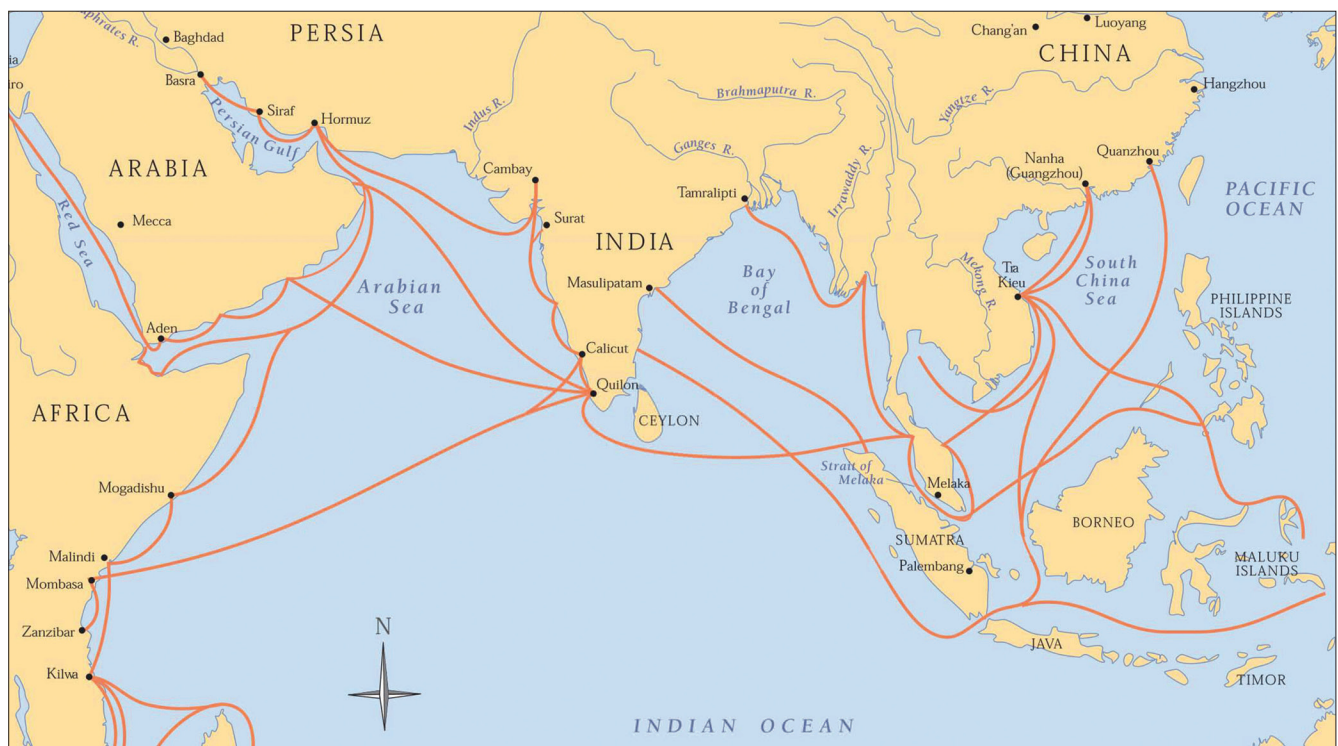 Euphrates R.
Baghdad
PERSIA
Chang'an
Luoyang
CHINA
ia
iro
Basra
Siraf
Hormuz
Persian Gulf
Indus R.
Brahmaputra R.
Yangtze R.
Hangzhou
ARABIA
Cambay
Ganges R.
Tamralipti
Irrawaddy R.
Nanha
(Guangzhou)
Quanzhou
PACIFIC
OCEAN
Mecca
Red Sea
Surat
INDIA
Arabian
Sea
Masulipatam
Bay
of
Bengal
Mekong R.
Tra
Kieu
South
China
Sea
PHILIPPINE
ISLANDS
Aden
Calicut
Quilon
CEYLON
AFRICA
Mogadishu
Strait of
Melaka
Melaka
BORNEO
SUMATRA
Palembang
MALUKU
ISLANDS
Malindi
Mombasa
Zanzibar
Kilwa
N
JAVA
TIMOR
INDIAN OCEAN